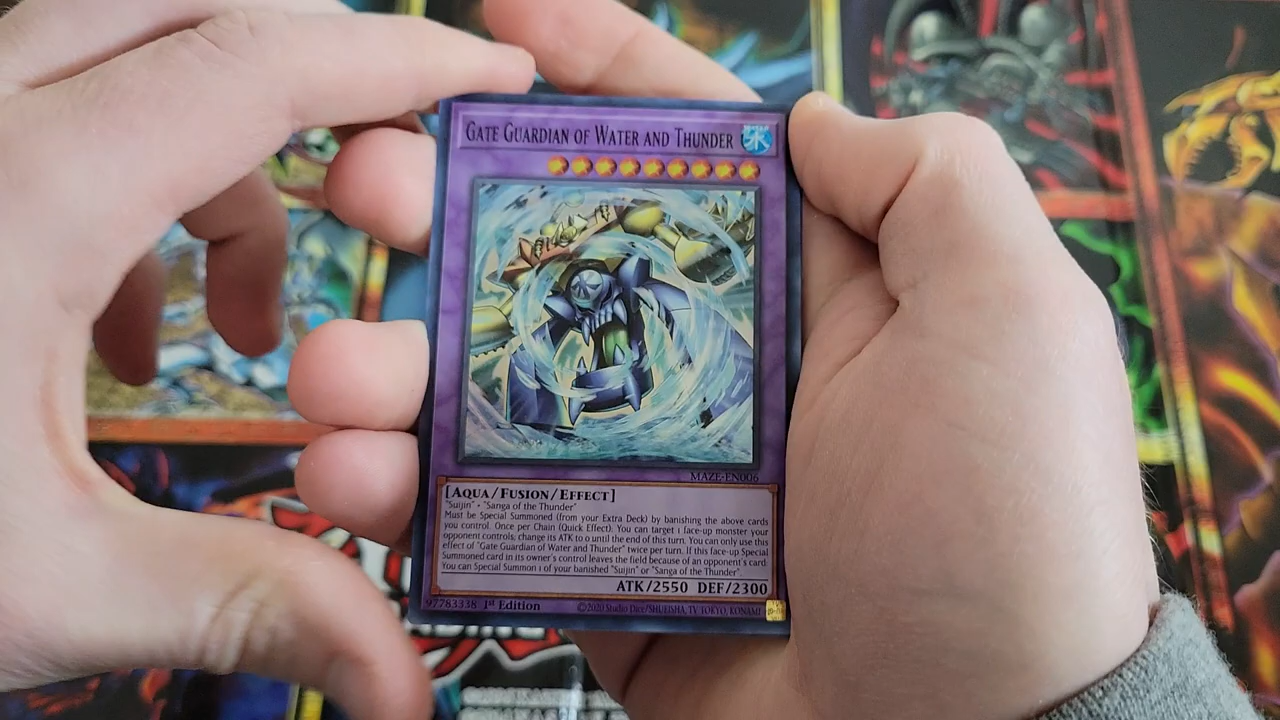 GATE GUARDIAN OF WATER AND THUNDER
水
MAZE-EN006
[AQUA/FUSION/EFFECT]
"Suijin" + "Sanga of the Thunder"
Must be Special Summoned (from your Extra Deck) by banishing the above cards
you control. Once per Chain (Quick Effect): You can target 1 face-up monster your
opponent controls; change its ATK to 0 until the end of this turn. You can only use this
effect of "Gate Guardian of Water and Thunder" twice per turn. If this face-up Special
Summoned card in its owner's control leaves the field because of an opponent's card:
You can Special Summon 1 of your banished "Suijin" or "Sanga of the Thunder".
ATK/2550 DEF/2300
97783338 1st Edition ©2020 Studio Dice/SHUEISHA, TV TOKYO, KONAMI